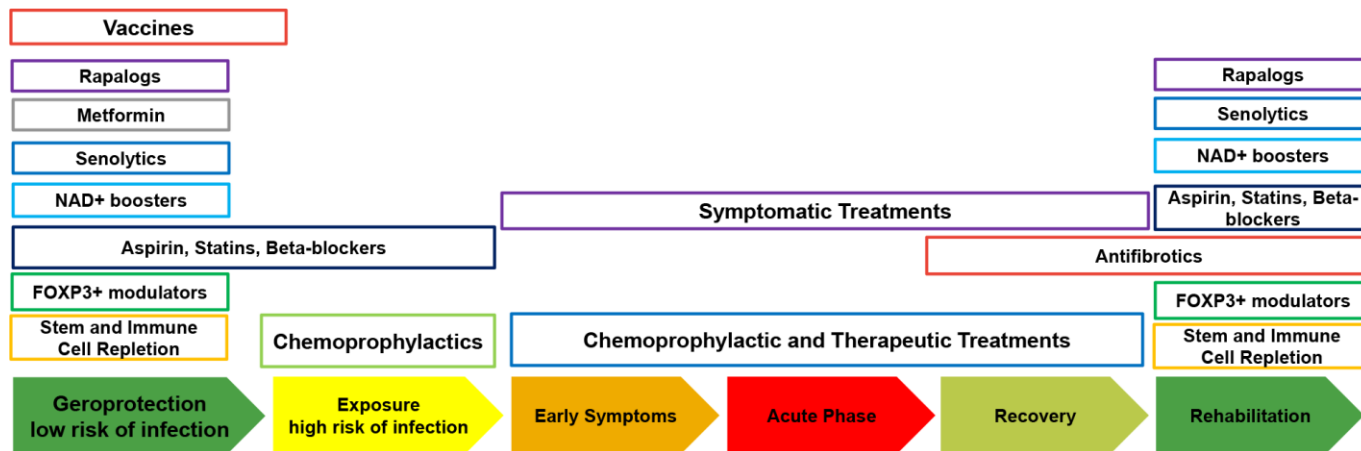 Vaccines
Rapalogs
Metformin
Senolytics
NAD+ boosters
Aspirin, Statins, Beta-blockers
FOXP3+ modulators
Stem and Immune
Cell Repletion
Chemoprophylactics
Symptomatic Treatments
Chemoprophylactic and Therapeutic Treatments
Antifibrotics
Rapalogs
Senolytics
NAD+ boosters
Aspirin, Statins, Beta-
blockers
FOXP3+ modulators
Stem and Immune
Cell Repletion
Geroprotection
low risk of infection
Exposure
high risk of infection
Early Symptoms
Acute Phase
Recovery
Rehabilitation